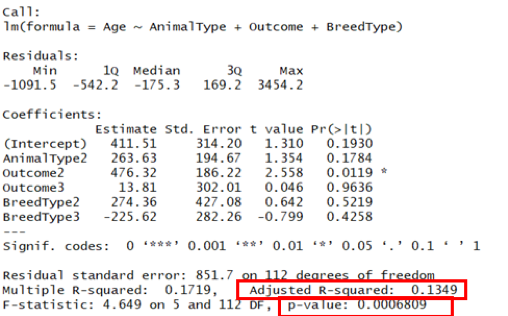 Call:
lm(formula = Age ~ AnimalType + Outcome + BreedType)
Residuals:
Min 1Q Median 3Q Max
-1091.5 -542.2 -175.3 169.2 3454.2
Coefficients:
Estimate Std. Error t value Pr(>|t|)
(Intercept) 411.51 314.20 1.310 0.1930
AnimalType2 263.63 194.67 1.354 0.1784
Outcome2 476.32 186.22 2.558 0.0119 *
Outcome3 13.81 302.01 0.046 0.9636
BreedType2 274.36 427.08 0.642 0.5219
BreedType3 -225.62 282.26 -0.799 0.4258
---
Signif. codes: 0 ‘***’ 0.001 ‘**’ 0.01 ‘*’ 0.05 ‘.’ 0.1 ‘ ’ 1
Residual standard error: 851.7 on 112 degrees of freedom
Multiple R-squared: 0.1719, Adjusted R-squared: 0.1349
F-statistic: 4.649 on 5 and 112 DF, p-value: 0.0006809